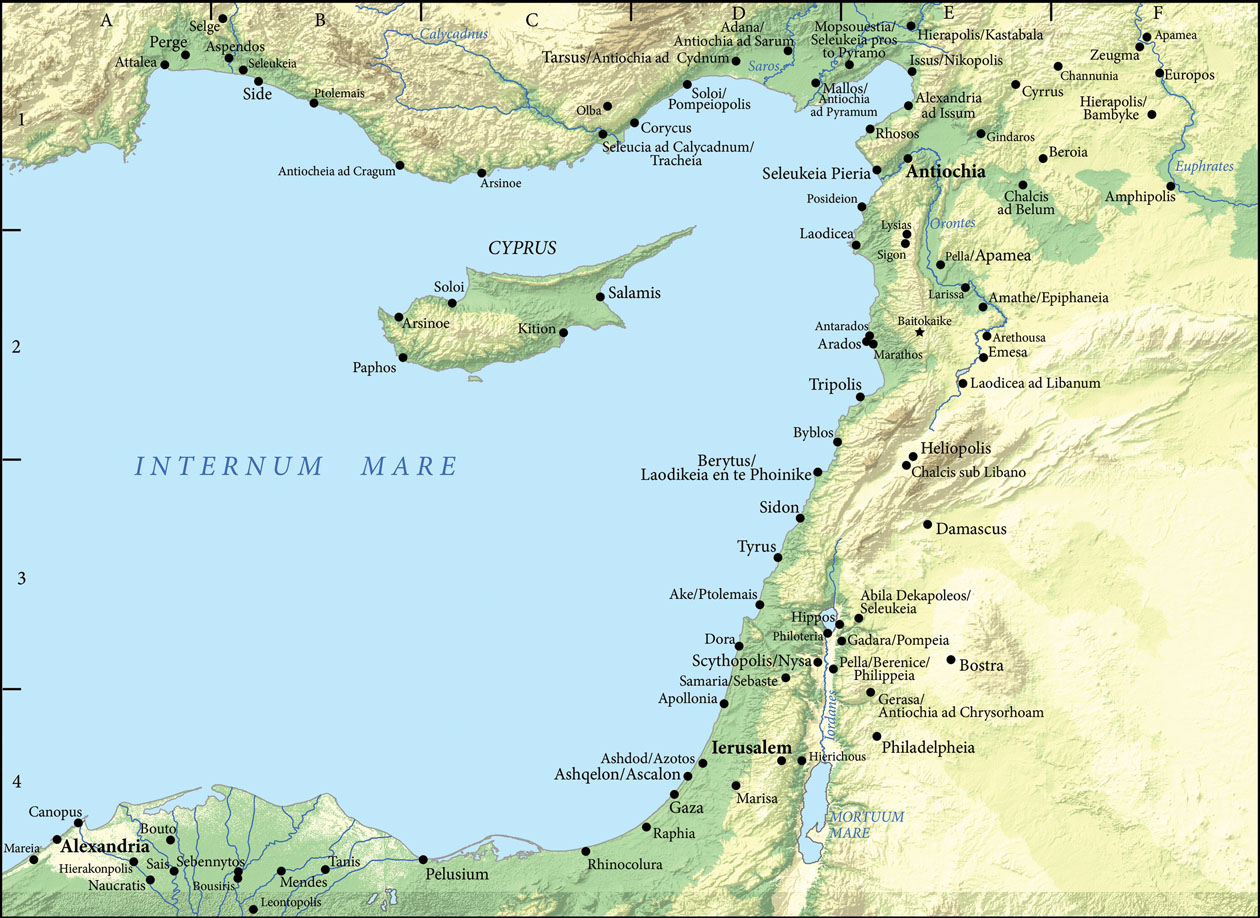 A
B
C
D
E
F
1
2
3
4
Selge
Perge
Aspendos
Attalea
Seleukeia
Side
Ptolemais
Calycadnus
Antiocheia ad Cragum
Arsinoe
Olba
Corycus
Seleucia ad Calycadnum/
Tracheia
Tarsus/Antiochia ad Cydnum
Adana/
Antiochia ad Sarum
Saros
Soloi/
Pompeiopolis
Mopsouestia/
Seleukeia pros
to Pyramo
Mallos/
Antiochia
ad Pyramum
Hierapolis/Kastabala
Issus/Nikopolis
Alexandria
ad Issum
Rhosos
Gindaros
Cyrrus
Channunia
Zeugma
Apamea
Europos
Hierapolis/
Bambyke
Beroia
Euphrates
Amphipolis
Chalcis
ad Belum
Seleukeia Pieria
Antiochia
Posideion
Laodicea
Lysias
Sigon
Orontes
Pella/Apamea
Larissa
Amathe/Epiphaneia
Baitokaike
Antarados
Arados
Marathos
Arethousa
Emesa
Laodicea ad Libanum
Tripolis
CYPRUS
Soloi
Salamis
Arsinoe
Kition
Paphos
INTERNUM MARE
Byblos
Berytus/
Laodikeia en te Phoinike
Heliopolis
Chalcis sub Libano
Sidon
Damascus
Tyrus
Ake/Ptolemais
Abila Dekapoleos/
Seleukeia
Hippos
Philoteria
Gadara/Pompeia
Dora
Scythopolis/Nysa
Pella/Berenice/
Philippeia
Bostra
Samaria/Sebaste
Apollonia
Gerasa/
Antiochia ad Chrysorhoam
Iordanes
Philadelpheia
Ierusalem
Hierichous
Ashdod/Azotos
Ashqelon/Ascalon
Marisa
Gaza
Raphia
MORTUUM
MARE
Rhinocolura
Pelusium
Canopus
Alexandria
Mareia
Hierakonpolis
Naucratis
Bouto
Sais
Sebennytos
Bousiris
Mendes
Tanis
Leontopolis